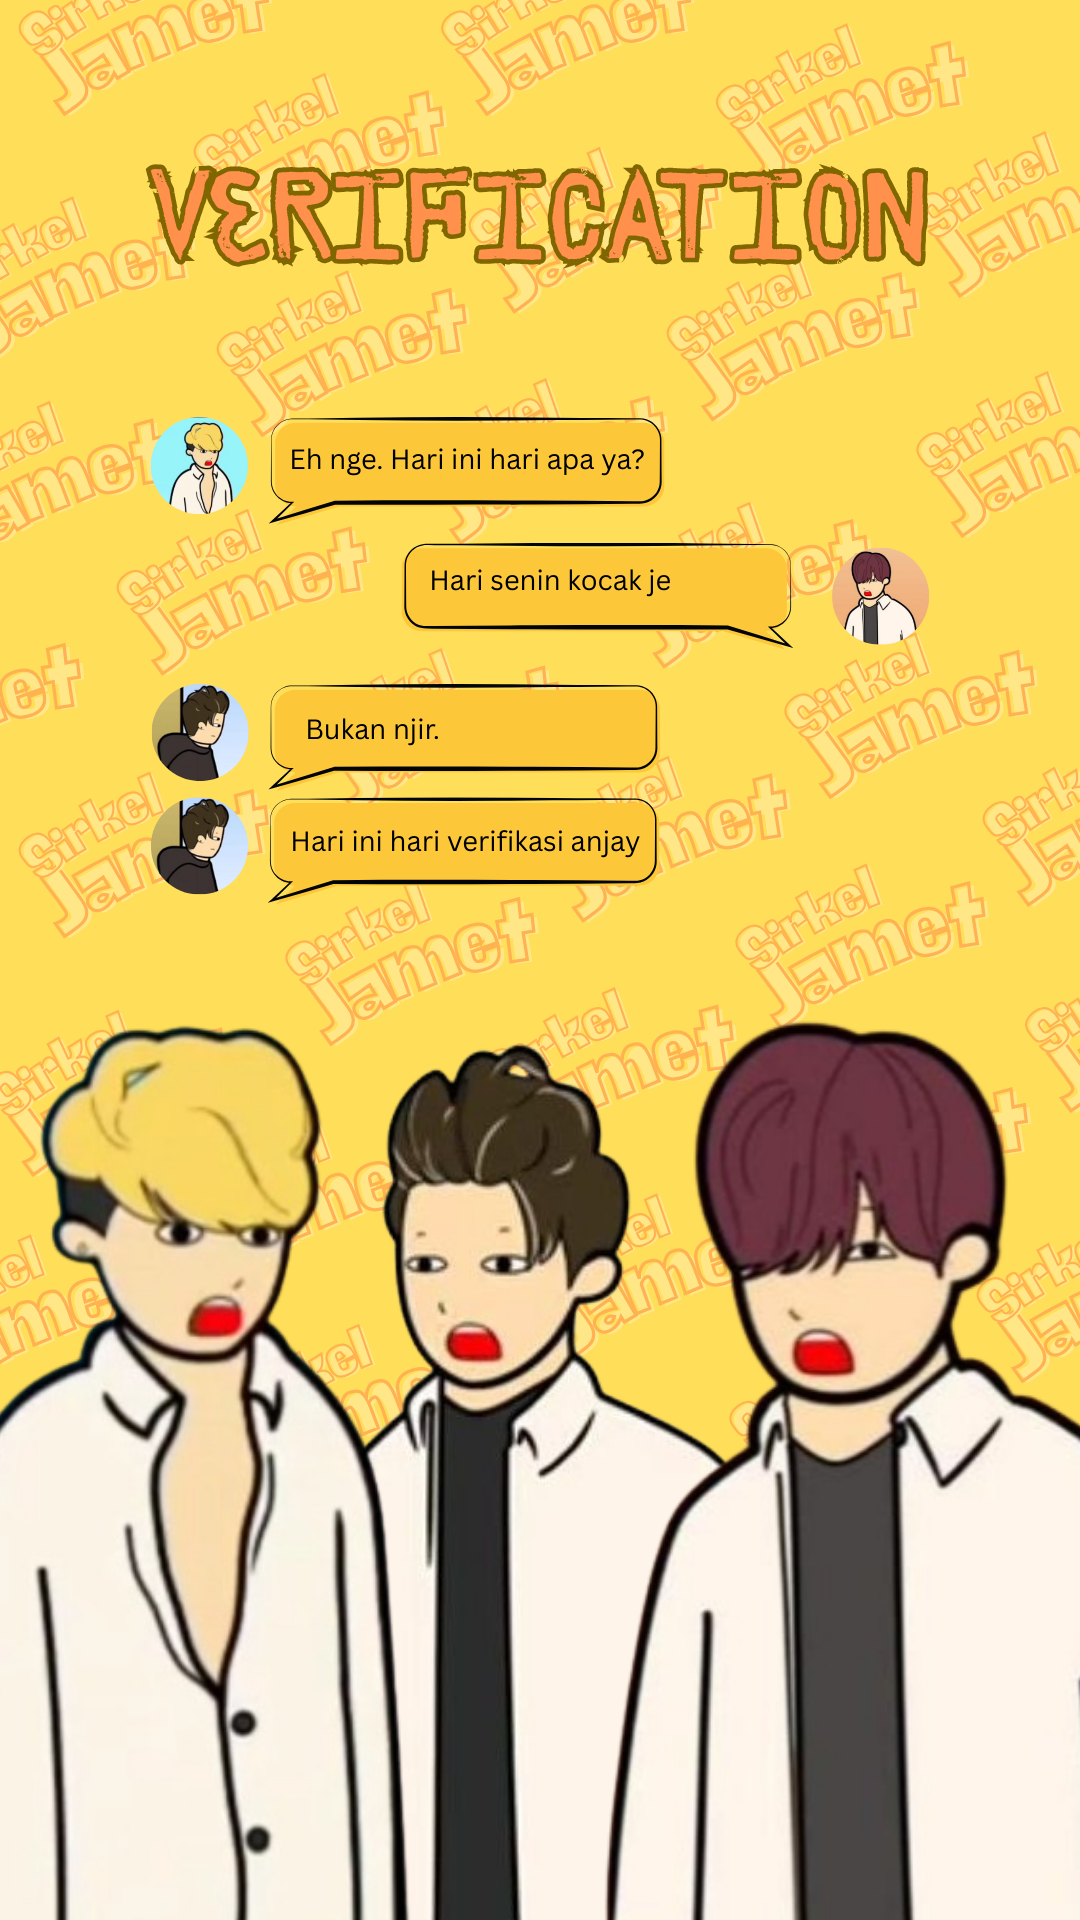 Sirkel
Jamet
VERIFICATION
Eh nge. Hari ini hari apa ya?
Hari senin kocak je
Bukan njir.
Hari ini hari verifikasi anjay